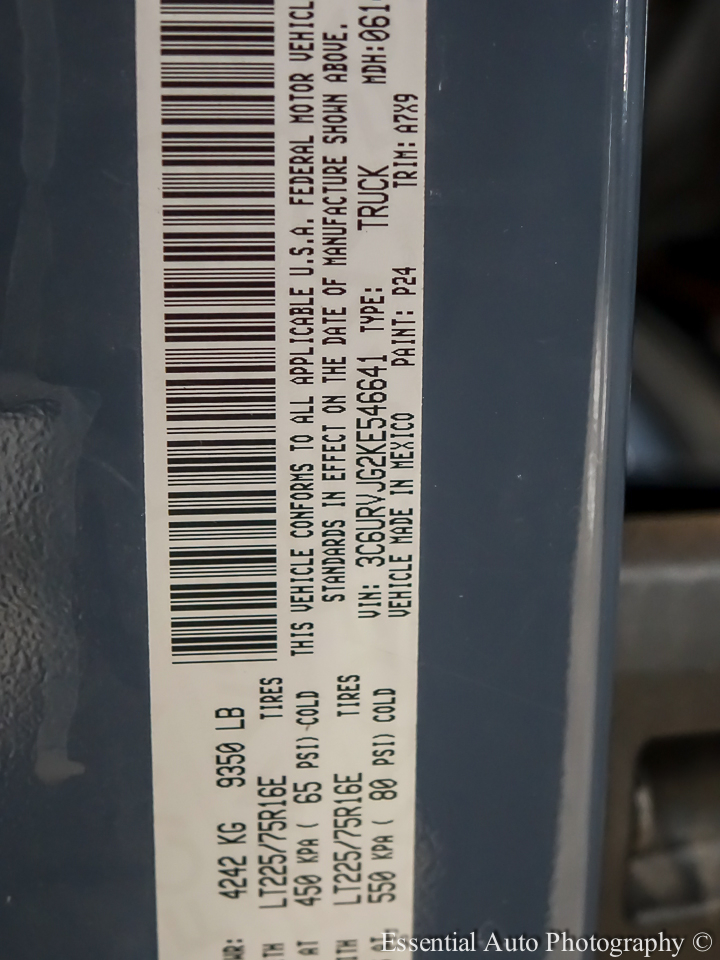 4242 KG 9350 LB
LT225/75R16E TIRES
450 KPA ( 65 PSI) COLD
LT225/75R16E TIRES
AT 550 KPA ( 80 PSI) COLD
THIS VEHICLE CONFORMS TO ALL APPLICABLE U.S.A. FEDERAL MOTOR
STANDARDS IN EFFECT ON THE DATE OF MANUFACTURE SHOWN ABOVE.
VIN: 3C6URVJG2KE546641 TYPE: TRUCK MDH:
VEHICLE MADE IN MEXICO PAINT: P24 TRIM: A7X9
Essential Auto Photography ©